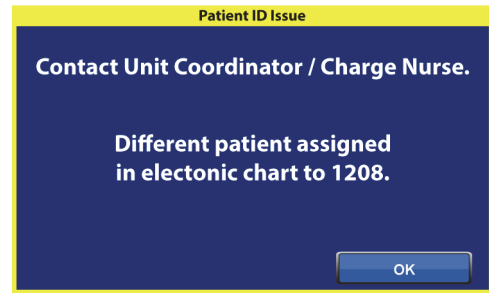 Patient ID Issue
Contact Unit Coordinator / Charge Nurse.
Different patient assigned
in electonic chart to 1208.
OK